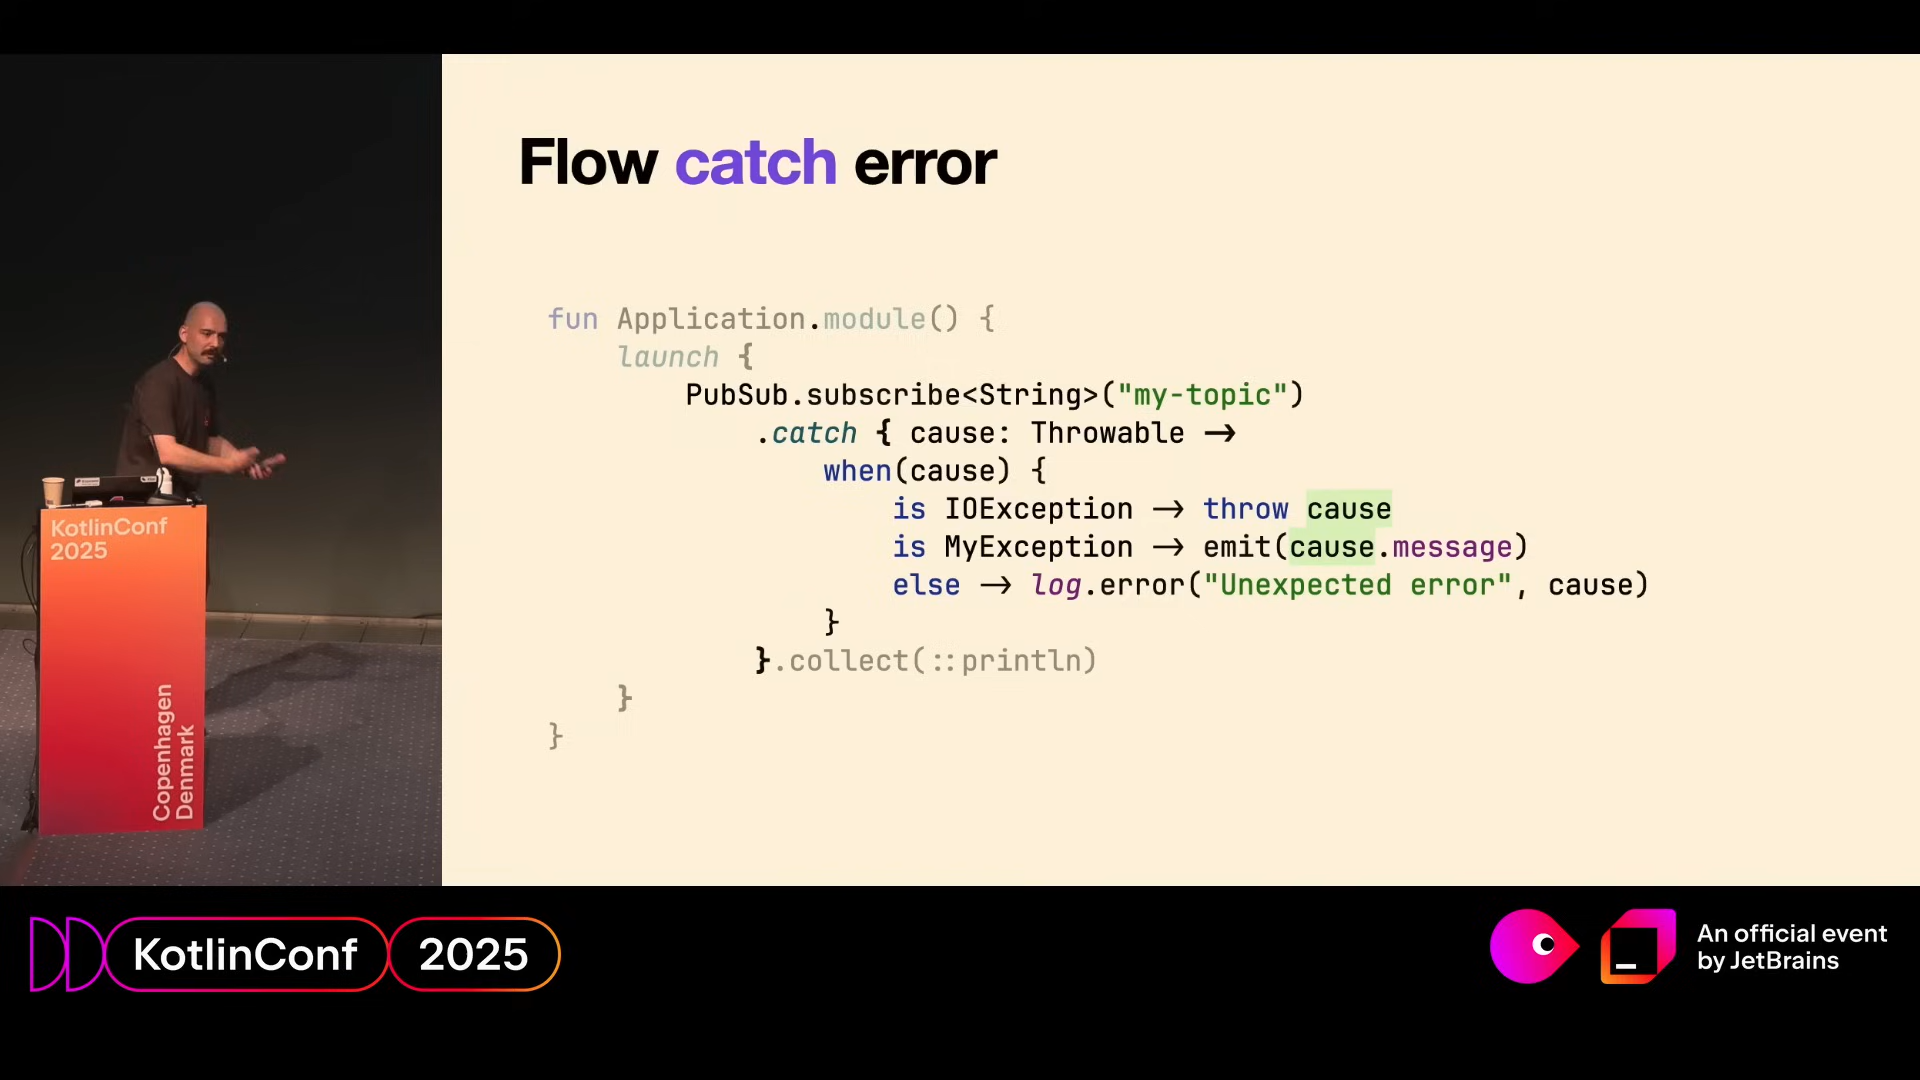 Flow catch error
fun Application.module() {
launch {
PubSub.subscribe<String>("my-topic")
.catch { cause: Throwable ->
when(cause) {
is IOException -> throw cause
is MyException -> emit(cause.message)
else -> log.error("Unexpected error", cause)
}
}.collect(::println)
}
}
KotlinConf
2025
Copenhagen
Denmark
KotlinConf 2025
An official event
by JetBrains